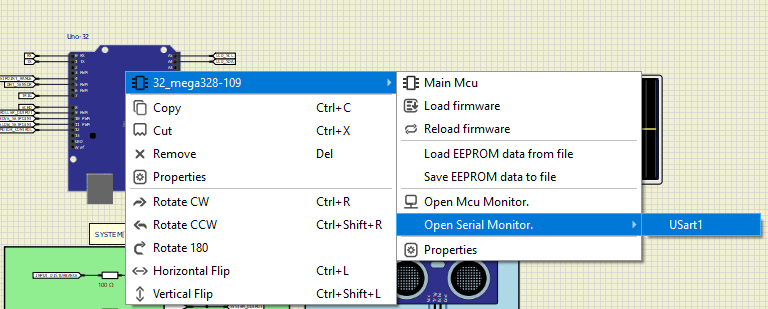 Uno-32
32_mega328-109
Copy Ctrl+C
Cut Ctrl+X
Remove Del
Properties
Rotate CW Ctrl+R
Rotate CCW Ctrl+Shift+R
Rotate 180
Horizontal Flip Ctrl+L
Vertical Flip Ctrl+Shift+L
Main Mcu
Load firmware
Reload firmware
Load EEPROM data from file
Save EEPROM data to file
Open Mcu Monitor.
Open Serial Monitor.
Properties
USart1
SYSTEM
100 Ω